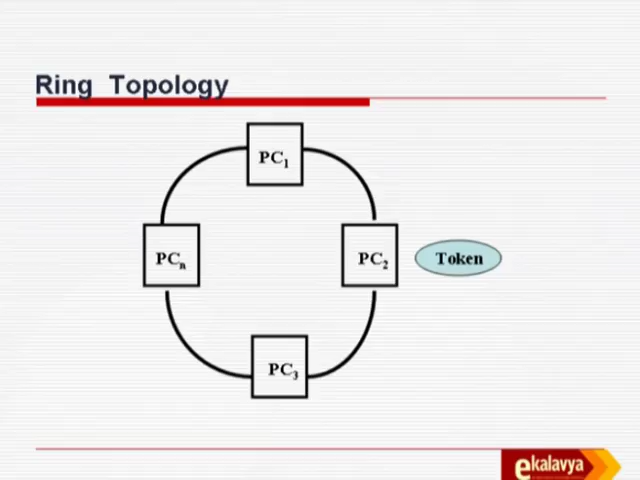 Ring Topology
PC1
PCn
PC2
Token
PC3
ekalavya